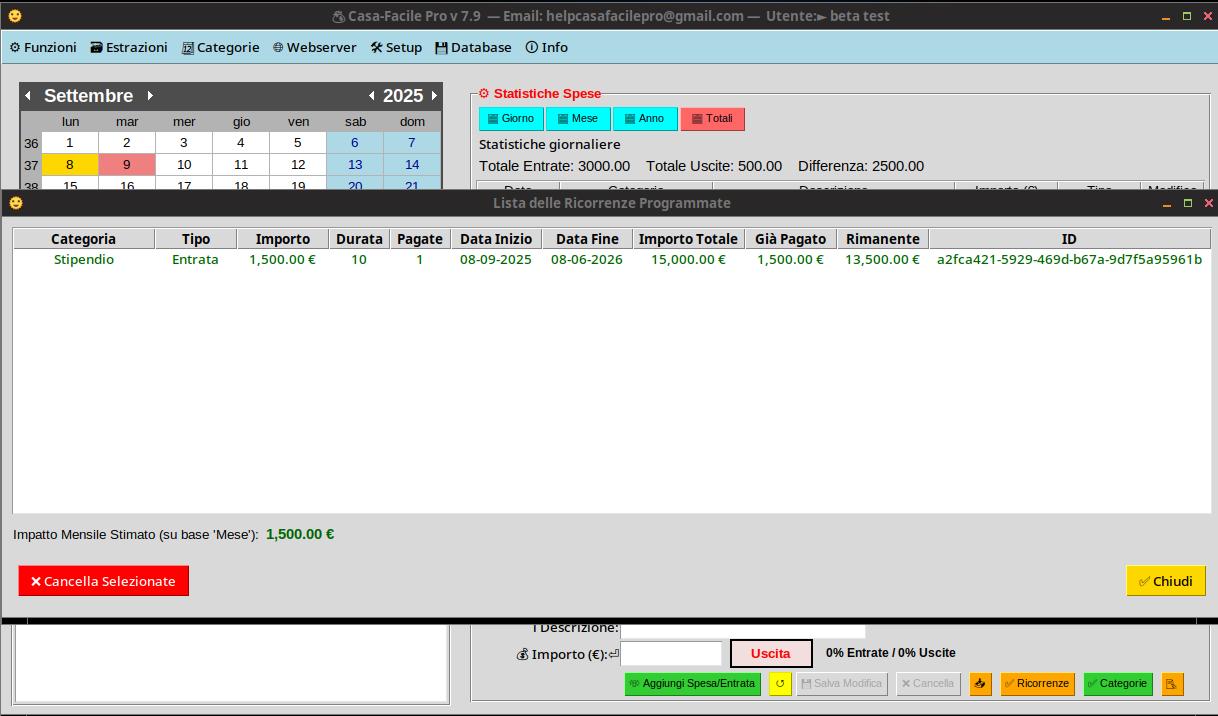 Casa-Facile Pro v 7.9 — Email: helpcasafacilepro@gmail.com — Utente:► beta test
Funzioni Estrazioni Categorie Webserver Setup Database Info
Settembre 2025
lun mar mer gio ven sab dom
36 1 2 3 4 5 6 7
37 8 9 10 11 12 13 14
38 15 16 17 18 19 20 21
Statistiche Spese
Giorno Mese Anno Totali
Statistiche giornaliere
Totale Entrate: 3000.00 Totale Uscite: 500.00 Differenza: 2500.00
Data Categoria Descrizione Importo (€) Tipo Modifica
Lista delle Ricorrenze Programmate
Categoria Tipo Importo Durata Pagate Data Inizio Data Fine Importo Totale Già Pagato Rimanente ID
Stipendio Entrata 1,500.00 € 10 1 08-09-2025 08-06-2026 15,000.00 € 1,500.00 € 13,500.00 € a2fca421-5929-469d-b67a-9d7f5a95961b
Impatto Mensile Stimato (su base 'Mese'): 1,500.00 €
Cancella Selezionate
Chiudi
Descrizione:
Importo (€): Uscita 0% Entrate / 0% Uscite
Aggiungi Spesa/Entrata Salva Modifica Cancella Ricorrenze Categorie